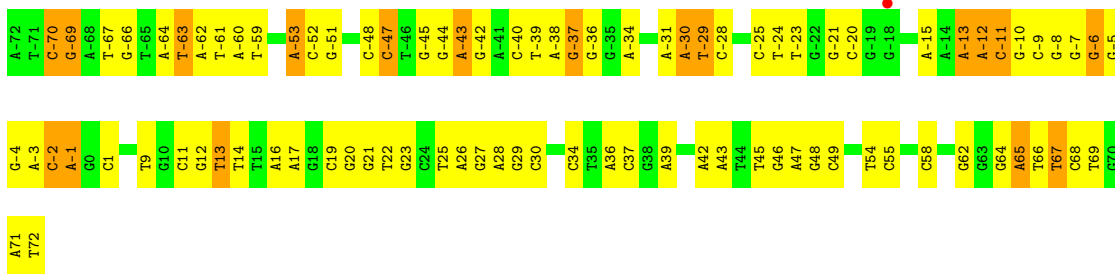 A-72 T-71 C-70 G-69 A-68 T-67 G-66 T-65 A-64 T-63 A-62 T-61 A-60 T-59 A-53 C-52 G-51 C-48 C-47 T-46 G-45 G-44 A-43 G-42 A-41 C-40 T-39 A-38 G-37 G-36 G-35 A-34 A-31 A-30 T-29 C-28 C-25 T-24 T-23 G-22 G-21 C-20 G-19 G-18 A-15 A-14 A-13 A-12 C-11 G-10 C-9 G-8 G-7 G-6 G-5
G-4 A-3 C-2 A-1 G0 C1 T9 G10 C11 G12 T13 T14 T15 A16 A17 G18 C19 G20 G21 T22 G23 C24 T25 A26 G27 A28 G29 C30 C34 T35 A36 C37 G38 A39 A42 A43 T44 T45 G46 A47 G48 C49 T54 C55 C58 G62 G63 G64 A65 T66 T67 C68 T69 G70
A71 T72